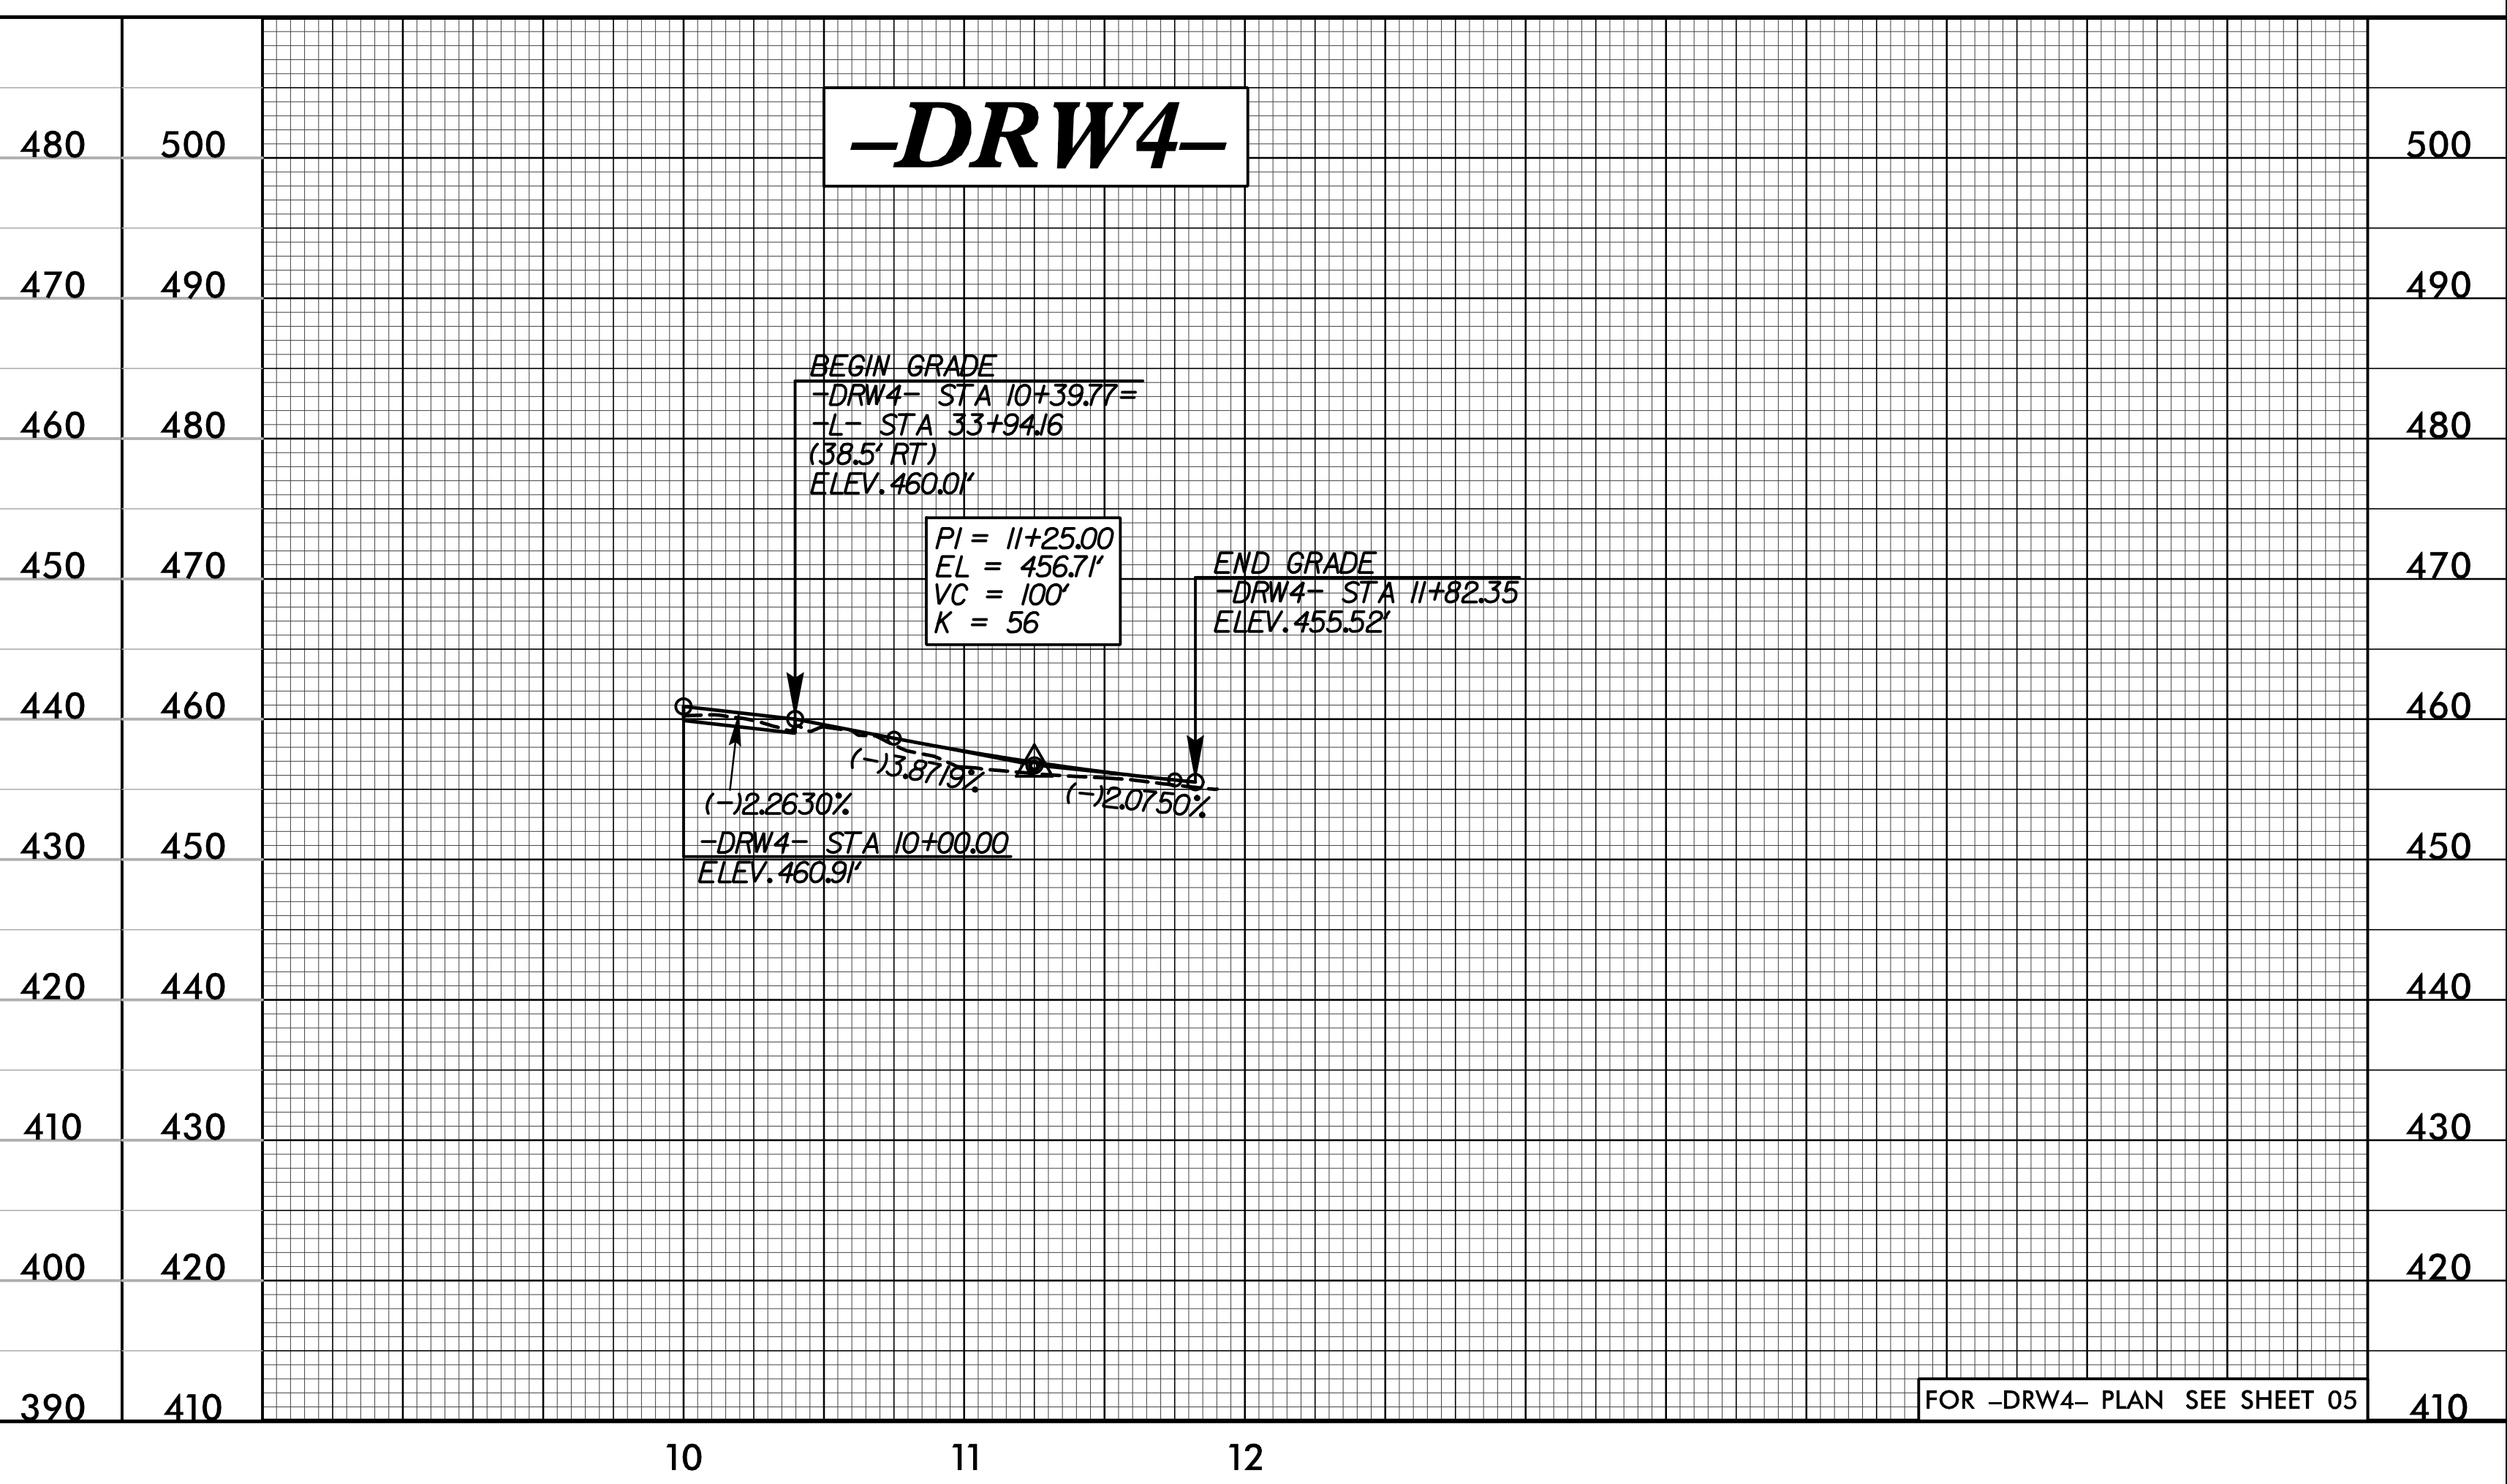 –DRW4–
480 500 500
470 490 490
BEGIN GRADE
-DRW4- STA 10+39.77=
-L- STA 33+94.16
(38.5' RT)
ELEV. 460.01'
460 480 480
PI = 11+25.00
EL = 456.71'
VC = 100'
K = 56
END GRADE
-DRW4- STA 11+82.35
ELEV. 455.52'
450 470 470
440 460 460
(-)3.8719%
(-)2.2630%
(-)2.0750%
-DRW4- STA 10+00.00
ELEV. 460.91'
430 450 450
420 440 440
410 430 430
400 420 420
390 410 410
FOR –DRW4– PLAN SEE SHEET 05
10 11 12